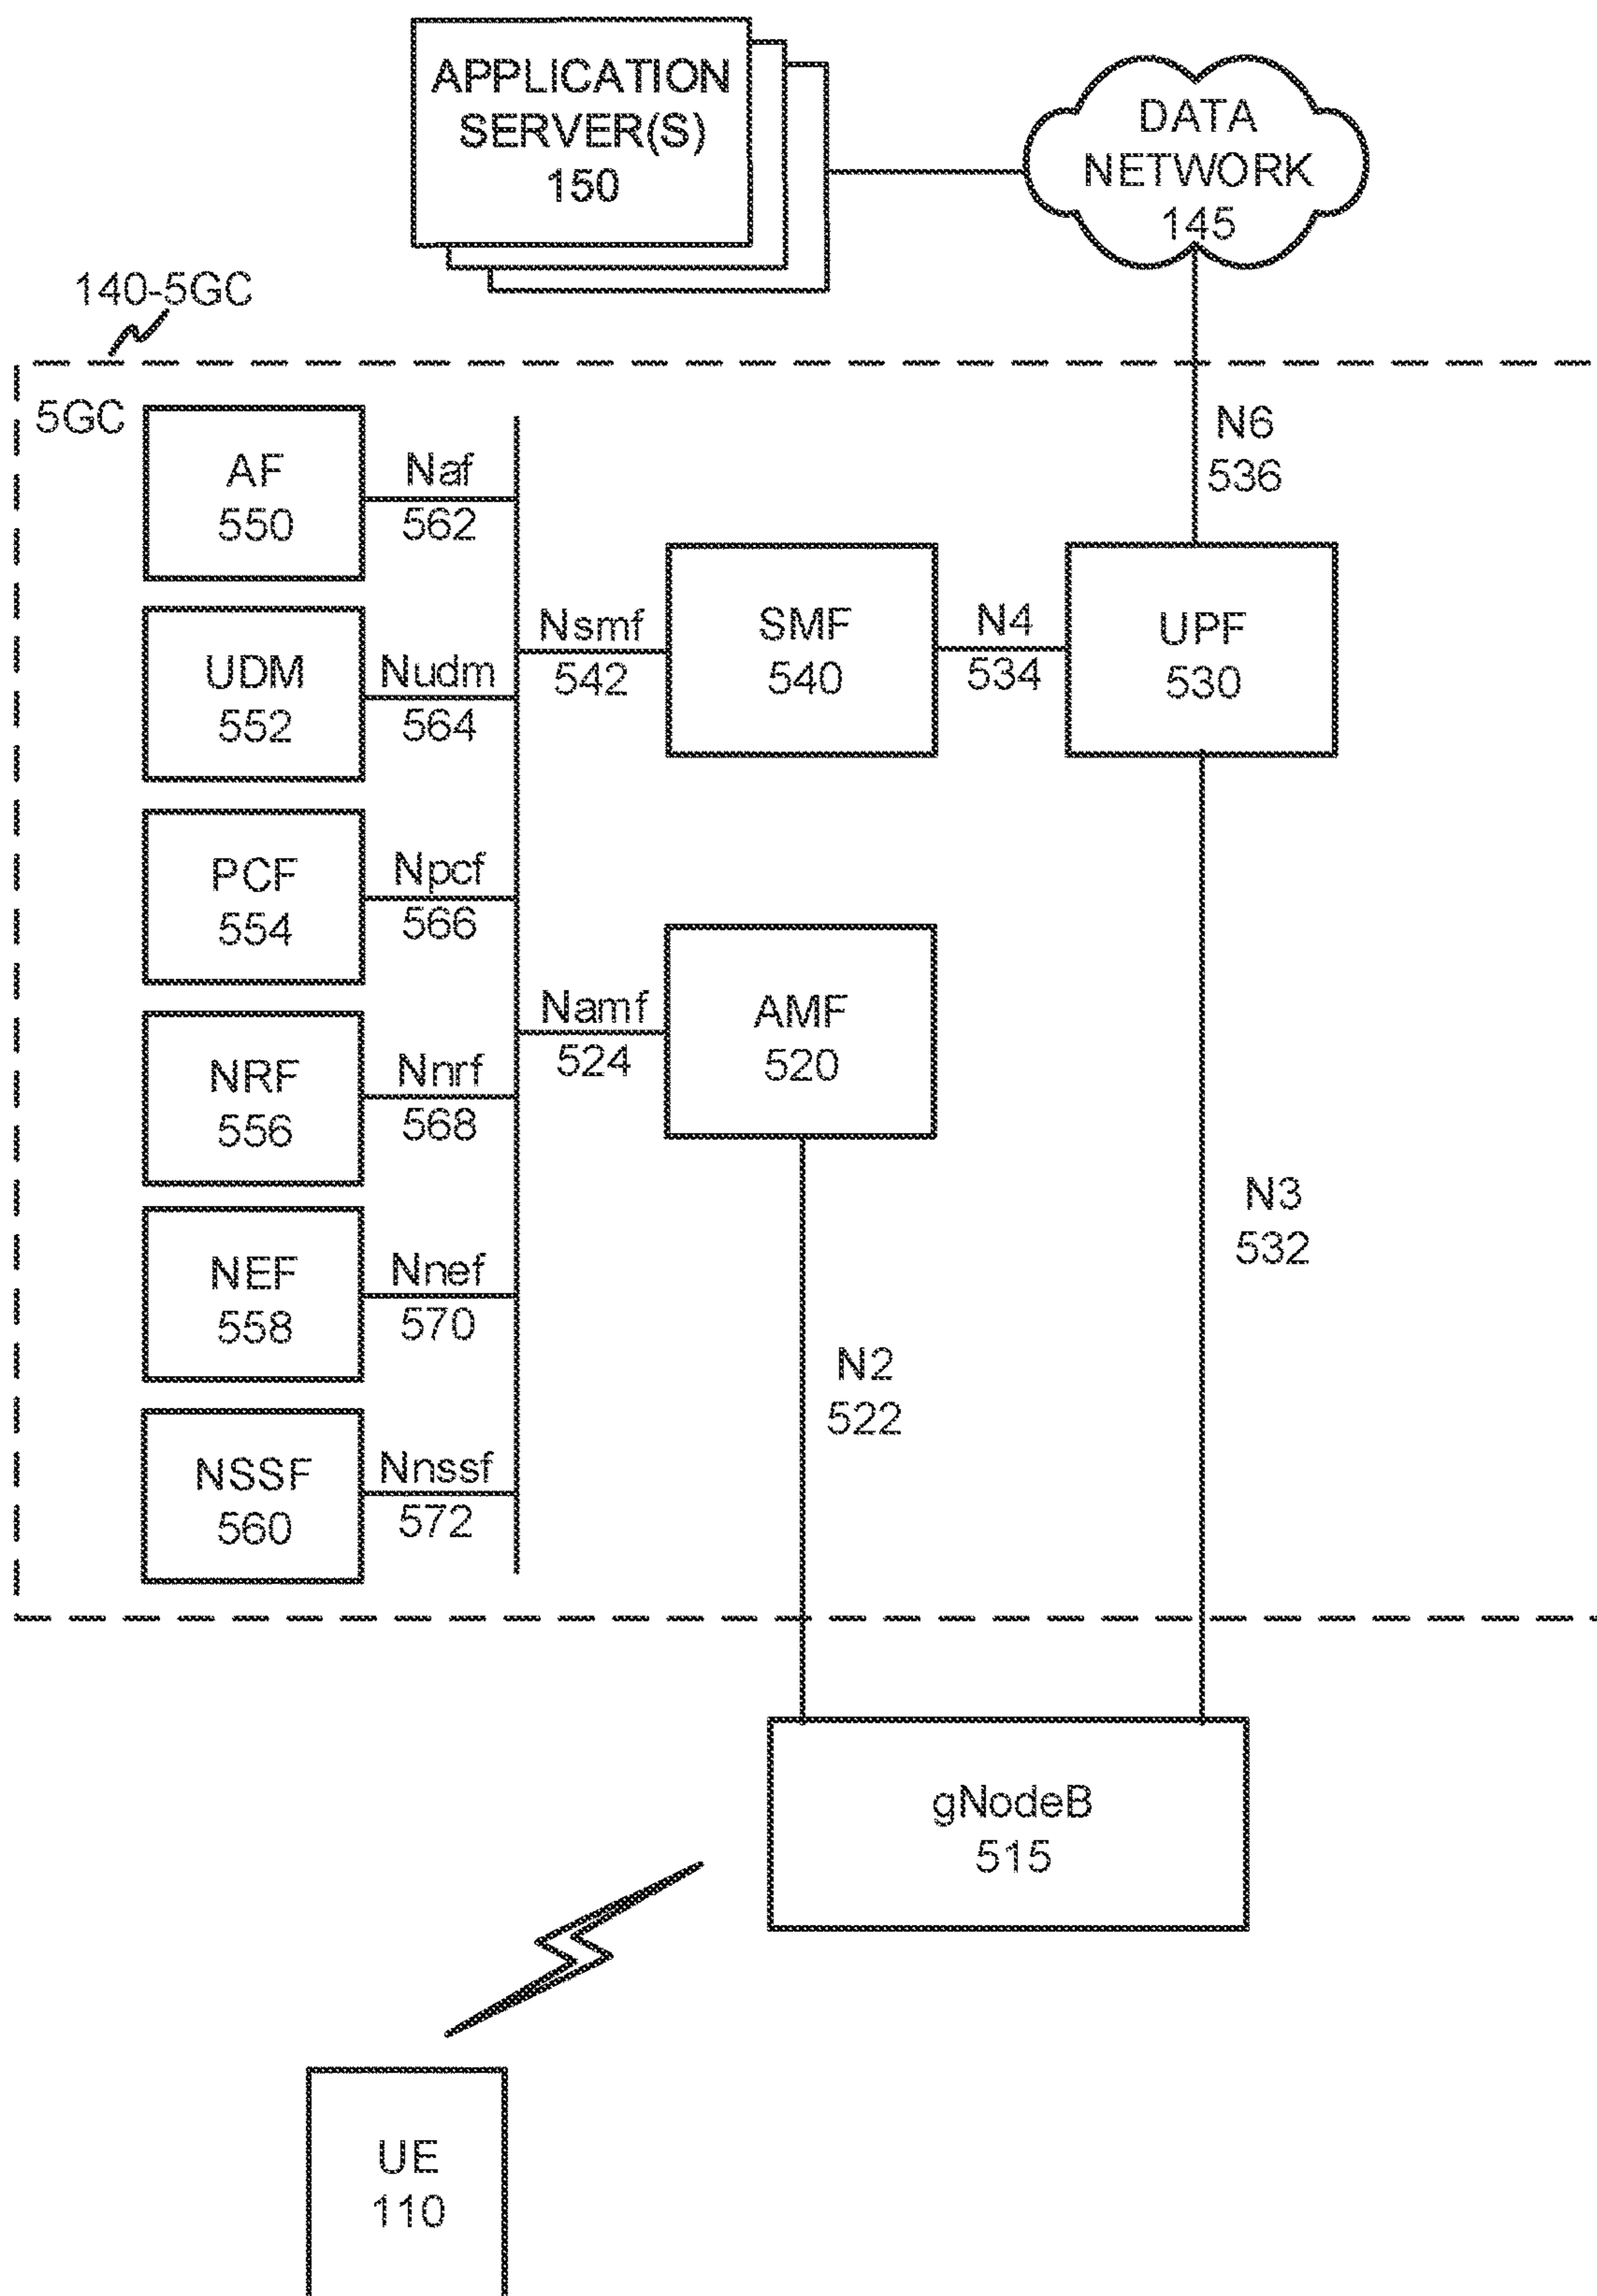 APPLICATION
SERVER(S)
150
DATA
NETWORK
145
140-5GC
5GC
AF
550
Naf
562
N6
536
UDM
552
Nudm
564
Nsmf
542
SMF
540
N4
534
UPF
530
PCF
554
Npcf
566
Namf
524
AMF
520
NRF
556
Nnrf
568
N3
532
NEF
558
Nnef
570
N2
522
NSSF
560
Nnssf
572
gNodeB
515
UE
110